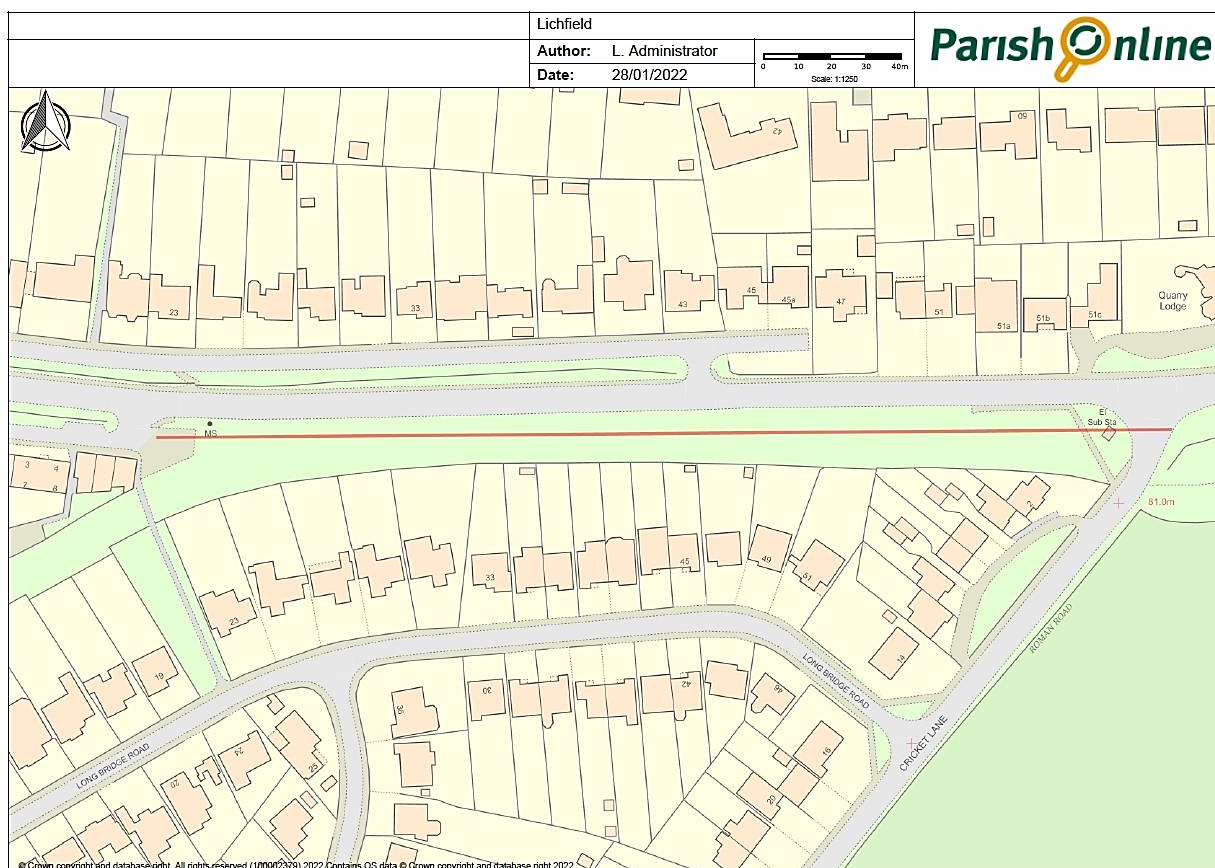 Lichfield
Author: L. Administrator
Date: 28/01/2022
0 10 20 30 40m
Scale: 1:1250
Parish Online
42
60
23
33
43
45
45a
47
51
51a
51b
51c
Quarry
Lodge
MS
El
Sub Sta
3 4
7 8
81.0m
2
33
45
49
51
23
14
19
ROMAN ROAD
LONG BRIDGE ROAD
CRICKET LANE
30
42
46
36
16
24
25
20
20
LONG BRIDGE ROAD
© Crown copyright and database right. All rights reserved (100002379) 2022 Contains OS data © Crown copyright and database right 2022